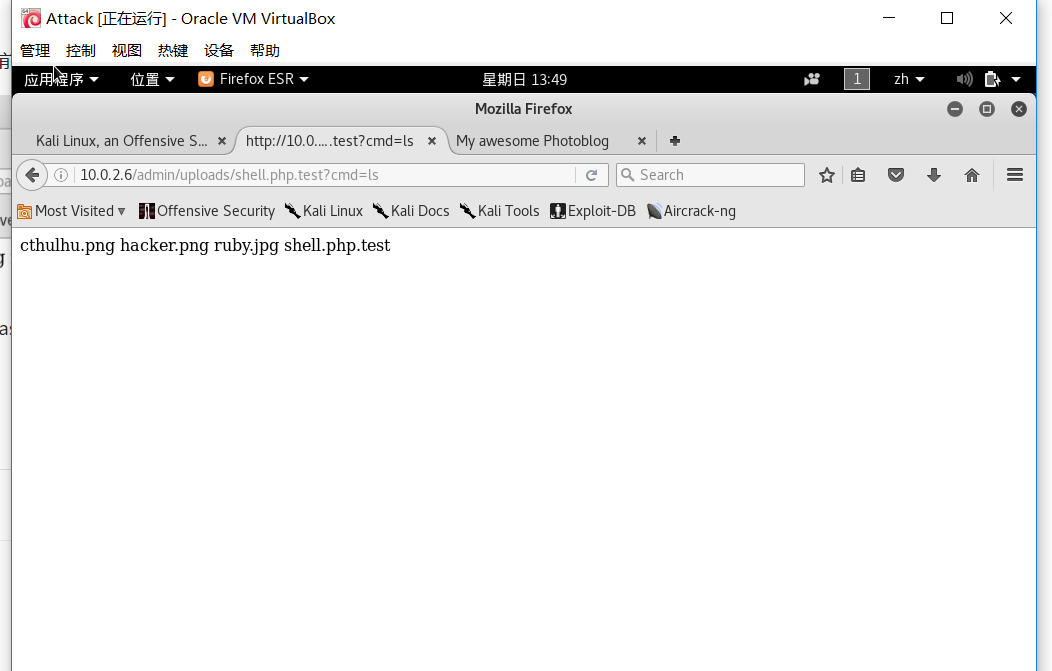 Attack [正在运行] - Oracle VM VirtualBox
管理 控制 视图 热键 设备 帮助
应用程序 位置 Firefox ESR 星期日 13:49 1 zh
Mozilla Firefox
Kali Linux, an Offensive S... http://10.0.....test?cmd=ls My awesome Photoblog
10.0.2.6/admin/uploads/shell.php.test?cmd=ls Search
Most Visited Offensive Security Kali Linux Kali Docs Kali Tools Exploit-DB Aircrack-ng
cthulhu.png hacker.png ruby.jpg shell.php.test